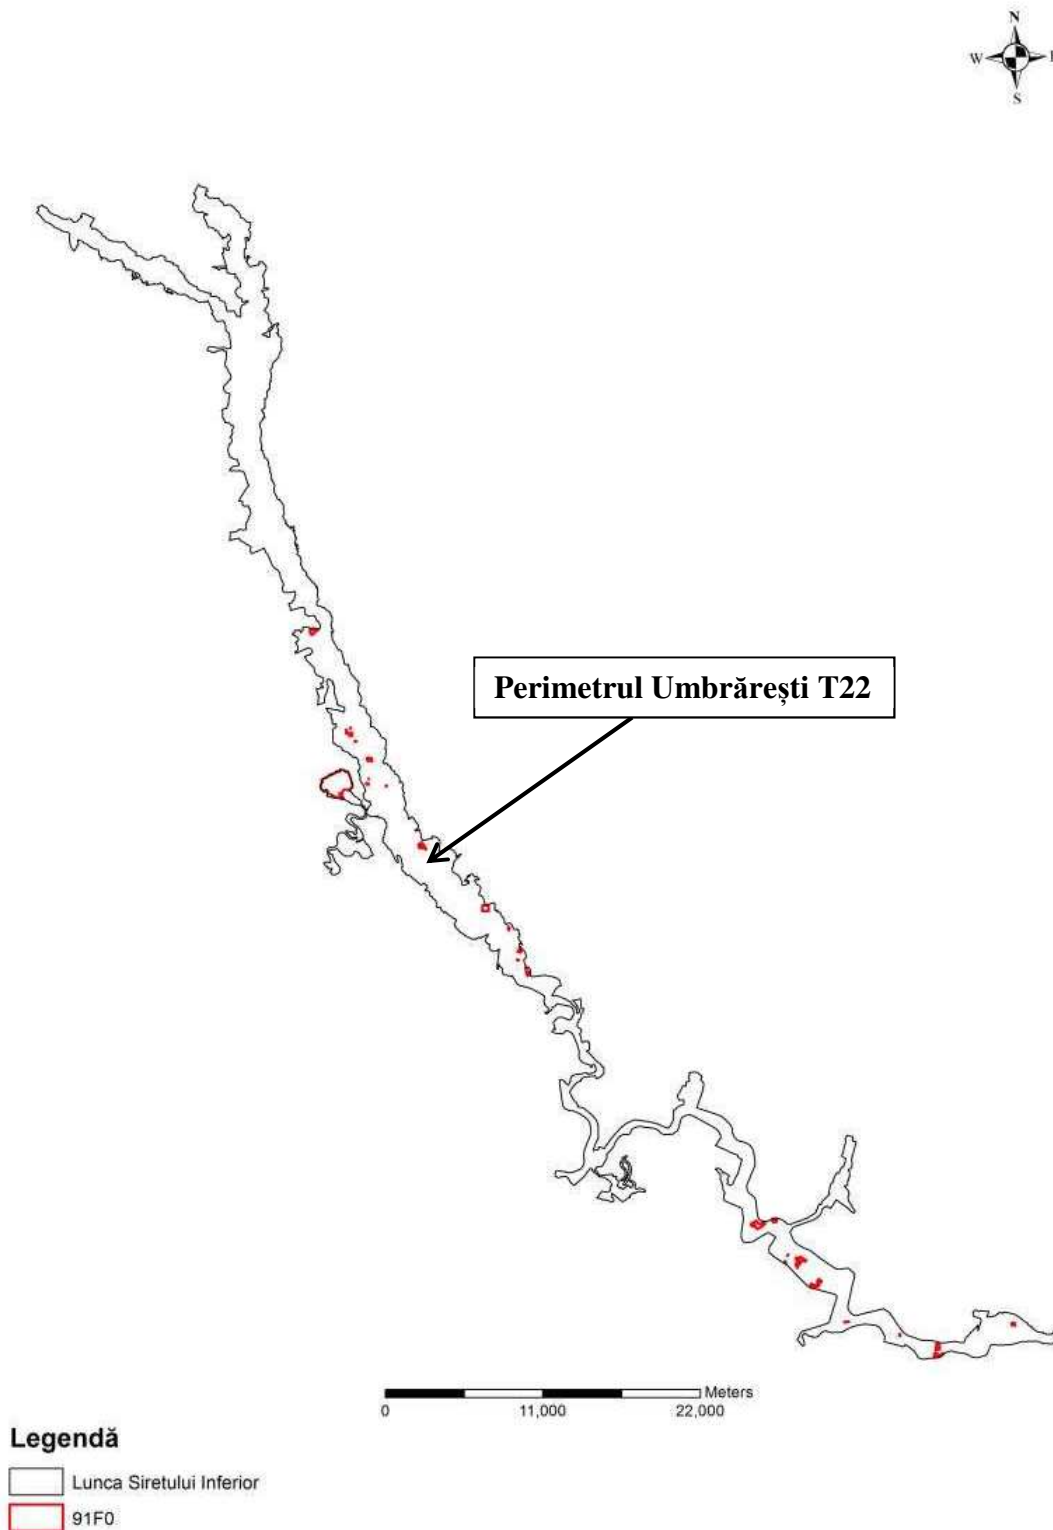 N
W E
S
Perimetrul Umbrărești T22
Meters
0 11,000 22,000
Legendă
Lunca Siretului Inferior
91F0